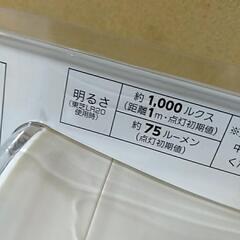 明るさ
(東芝LR20
使用時)
約1,000ルクス
(距離1m・点灯初期値)
約75ルーメン
(点灯初期値)
※
中